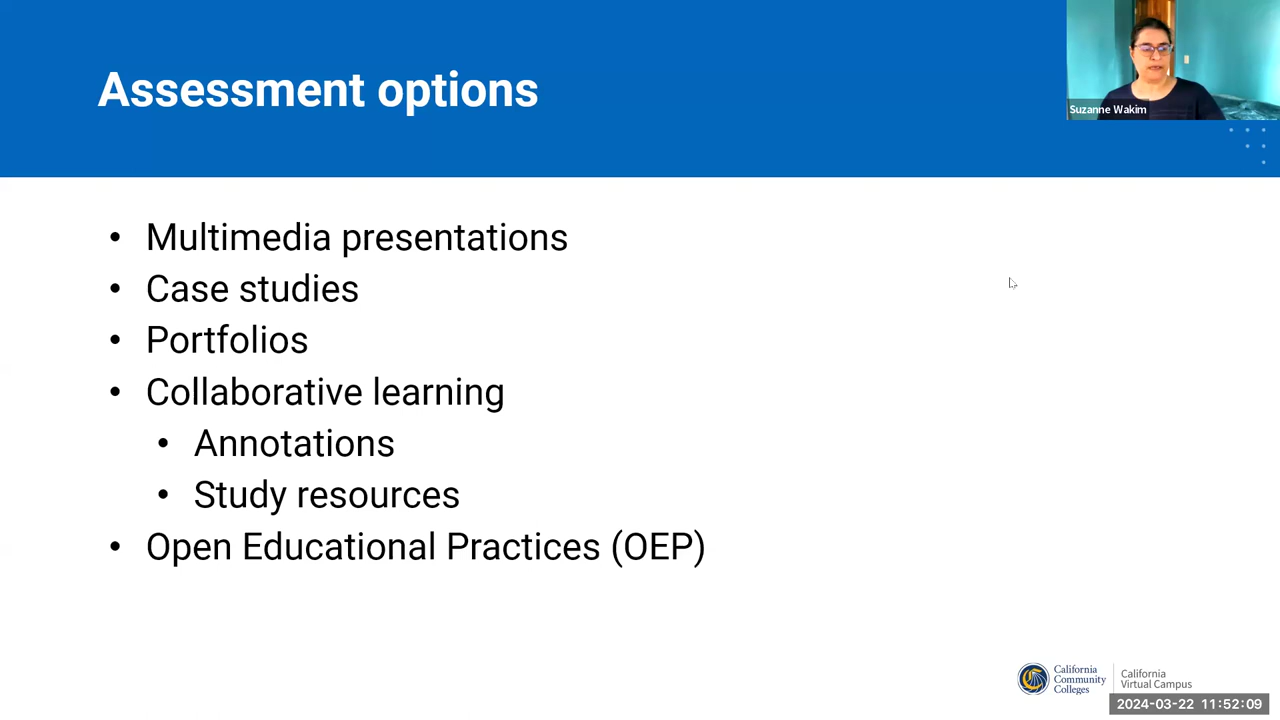 Assessment options
Suzanne Wakim
• Multimedia presentations
• Case studies
• Portfolios
• Collaborative learning
• Annotations
• Study resources
• Open Educational Practices (OEP)
California
Community
Colleges
California
Virtual Campus
2024-03-22 11:52:09